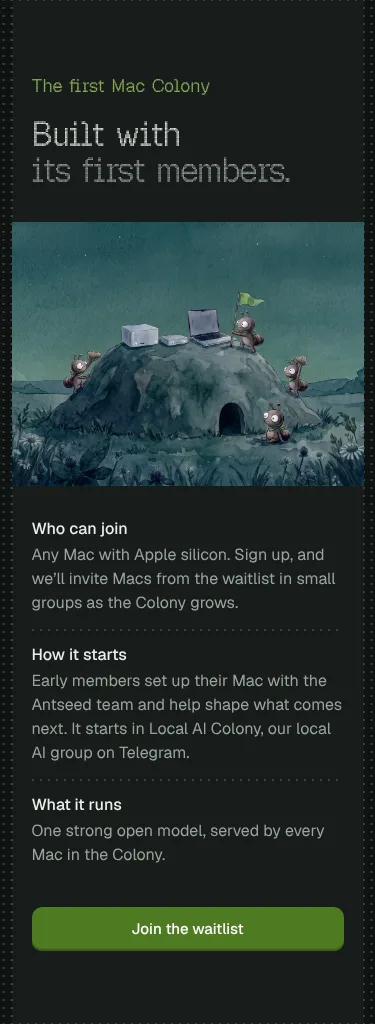 The first Mac Colony
Built with
its first members.
Who can join
Any Mac with Apple silicon. Sign up, and
we’ll invite Macs from the waitlist in small
groups as the Colony grows.
How it starts
Early members set up their Mac with the
Antseed team and help shape what comes
next. It starts in Local AI Colony, our local
AI group on Telegram.
What it runs
One strong open model, served by every
Mac in the Colony.
Join the waitlist